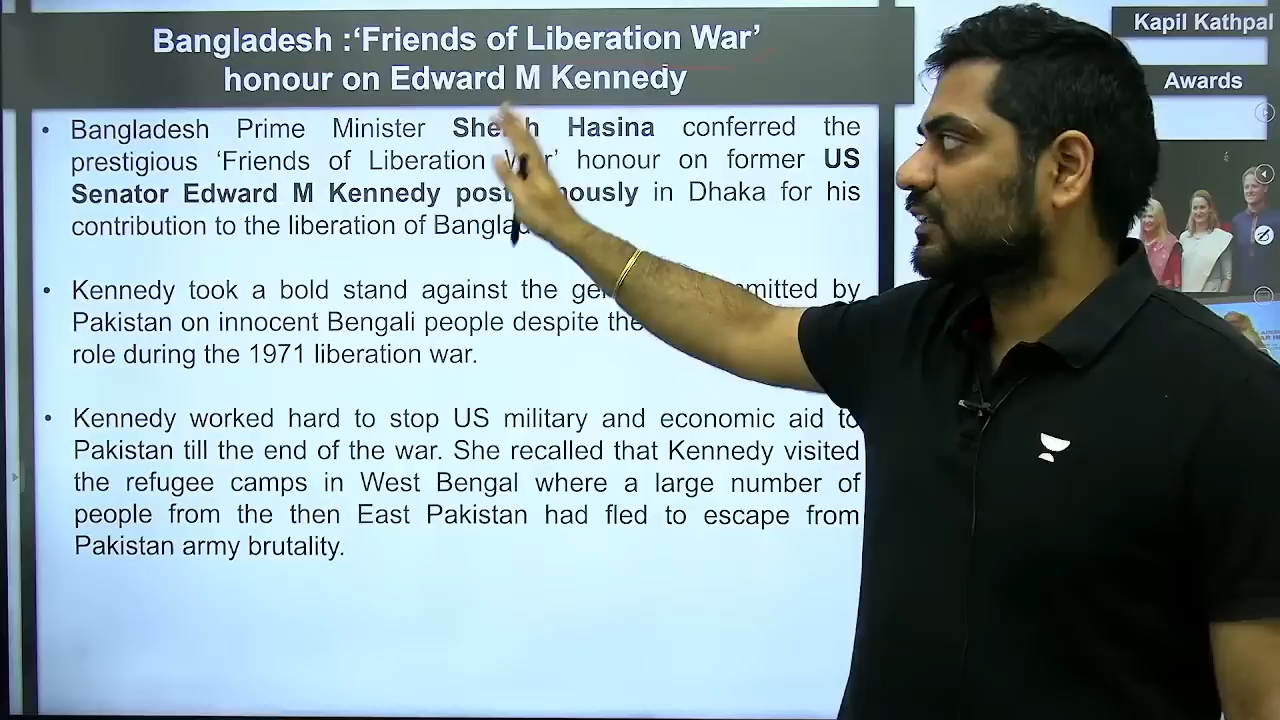 Bangladesh :‘Friends of Liberation War’
honour on Edward M Kennedy
Kapil Kathpal
Awards
• Bangladesh Prime Minister Hasina conferred the
prestigious ‘Friends of Liberation War’ honour on former US
Senator Edward M Kennedy in Dhaka for his
contribution to the liberation of
• Kennedy took a bold stand against the by
Pakistan on innocent Bengali people despite the
role during the 1971 liberation war.
• Kennedy worked hard to stop US military and economic aid to
Pakistan till the end of the war. She recalled that Kennedy visited
the refugee camps in West Bengal where a large number of
people from the then East Pakistan had fled to escape from
Pakistan army brutality.